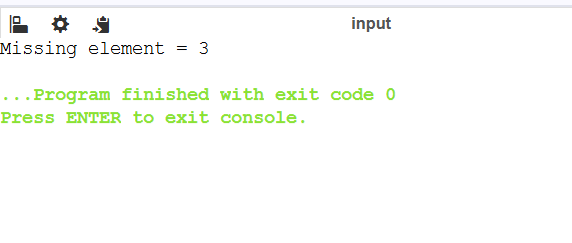 input
Missing element = 3
...Program finished with exit code 0
Press ENTER to exit console.